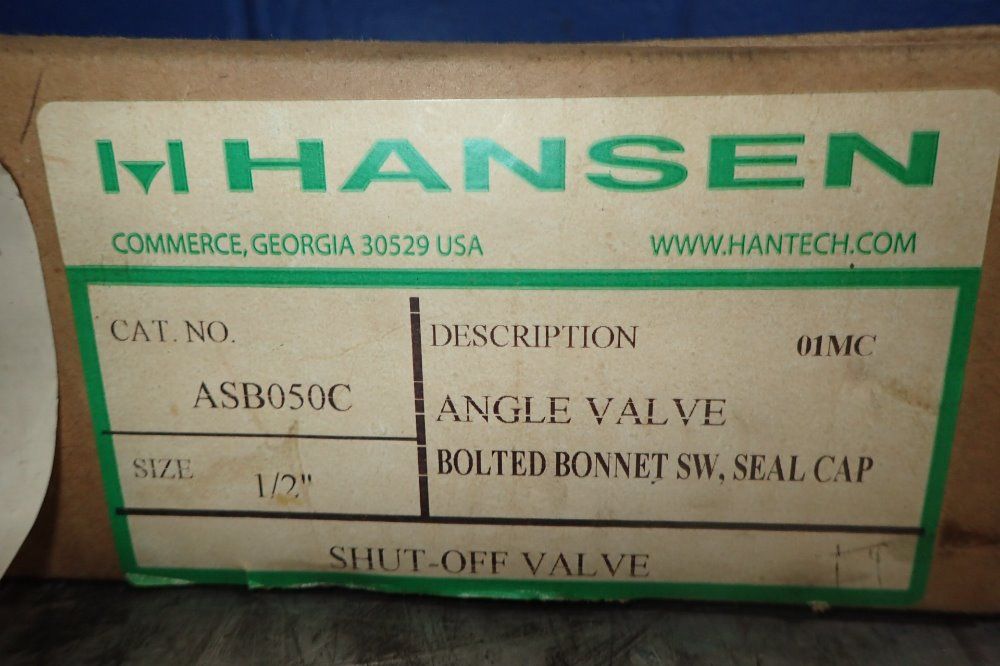 HANSEN
COMMERCE, GEORGIA 30529 USA
WWW.HANTECH.COM
CAT. NO.
ASB050C
DESCRIPTION 01MC
ANGLE VALVE
BOLTED BONNET SW, SEAL CAP
SIZE 1/2"
SHUT-OFF VALVE